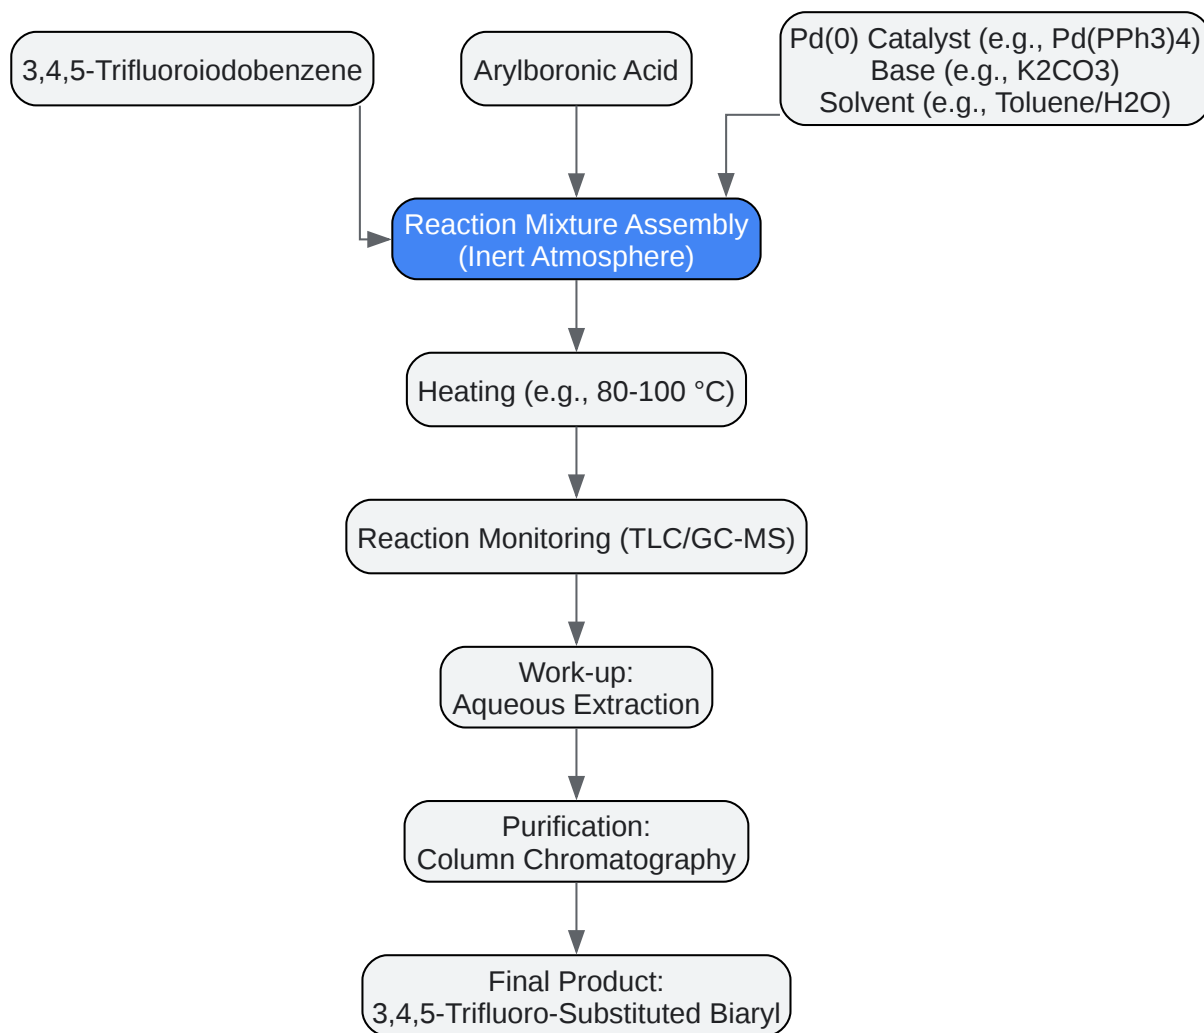 3,4,5-Trifluoroiodobenzene
Arylboronic Acid
Pd(0) Catalyst (e.g., Pd(PPh3)4)
Base (e.g., K2CO3)
Solvent (e.g., Toluene/H2O)
Reaction Mixture Assembly
(Inert Atmosphere)
Heating (e.g., 80-100 °C)
Reaction Monitoring (TLC/GC-MS)
Work-up:
Aqueous Extraction
Purification:
Column Chromatography
Final Product:
3,4,5-Trifluoro-Substituted Biaryl